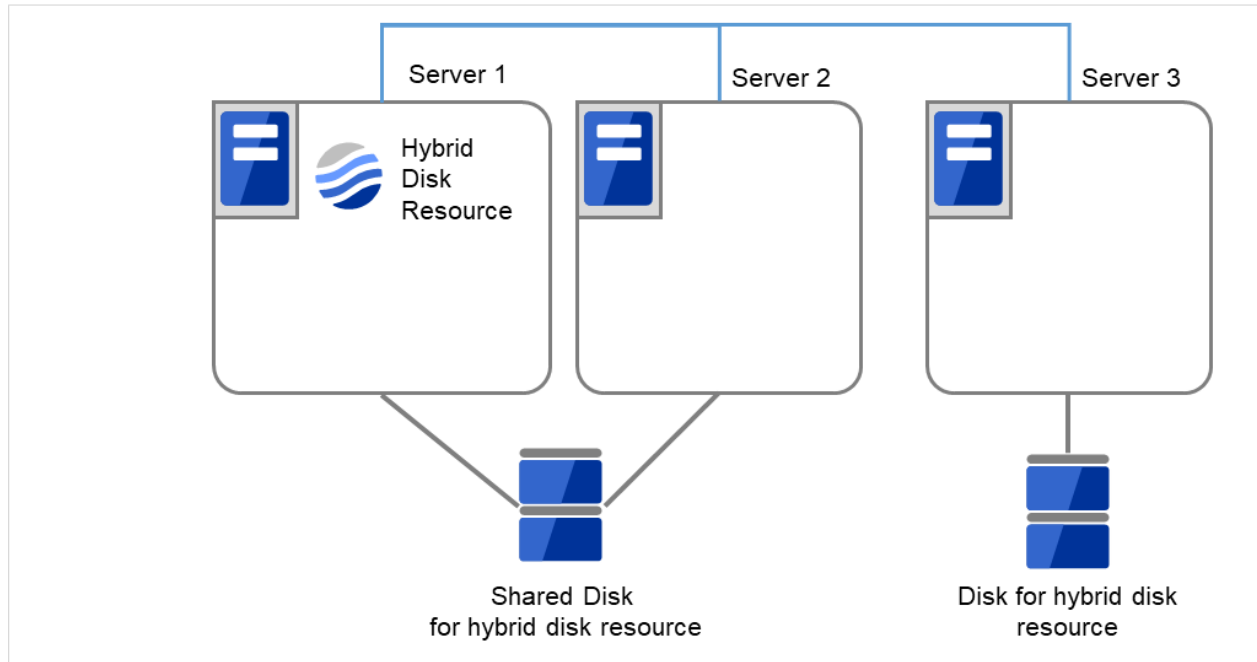 Server 1
Server 2
Server 3
Hybrid
Disk
Resource
Shared Disk
for hybrid disk resource
Disk for hybrid disk
resource